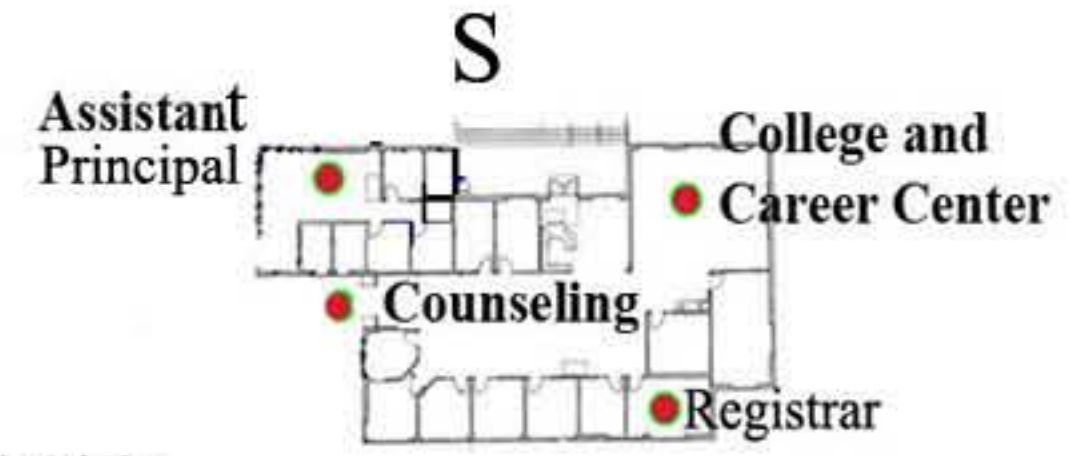 S
Assistant
Principal
College and
Career Center
Counseling
Registrar